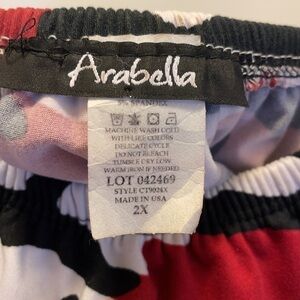 Arabella
5% SPANDEX
MACHINE WASH COLD
WITH LIKE COLORS
DELICATE CYCLE
DO NOT BLEACH
TUMBLE DRY LOW
WARM IRON IF NEEDED
LOT 042469
STYLE CT9024X
MADE IN USA
2X